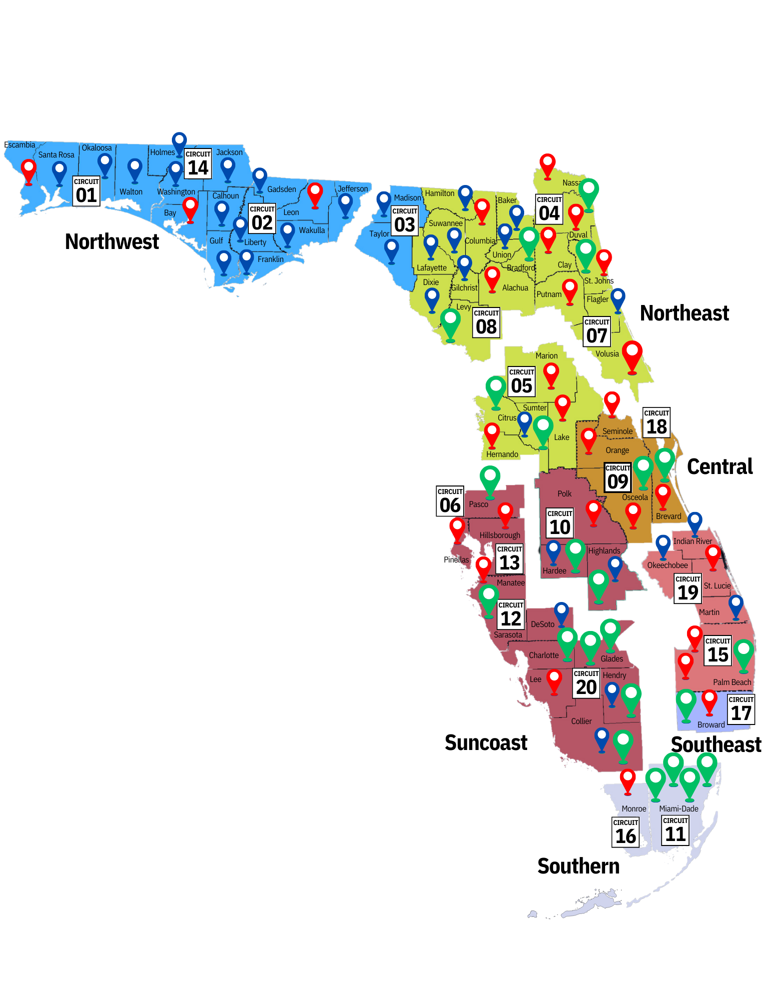 Escambia
Santa Rosa
Okaloosa
Walton
Holmes
Washington
Jackson
CIRCUIT
14
CIRCUIT
01
Bay
Calhoun
Gulf
Liberty
Franklin
Gadsden
Leon
Wakulla
Jefferson
CIRCUIT
02
Northwest
Madison
Taylor
CIRCUIT
03
Hamilton
Suwannee
Lafayette
Columbia
Baker
Union
Bradford
Nassa
CIRCUIT
04
Duval
Clay
St. Johns
Dixie
Gilchrist
Alachua
Levy
CIRCUIT
08
Putnam
Flagler
CIRCUIT
07
Volusia
Northeast
Marion
CIRCUIT
05
Citrus
Sumter
Lake
Hernando
Seminole
CIRCUIT
18
Orange
CIRCUIT
09
Osceola
Brevard
Central
CIRCUIT
06
Pasco
Pinellas
Hillsborough
CIRCUIT
13
Polk
CIRCUIT
10
Hardee
Highlands
Manatee
CIRCUIT
12
Sarasota
DeSoto
Charlotte
Glades
Lee
CIRCUIT
20
Hendry
Collier
Suncoast
Indian River
Okeechobee
CIRCUIT
19
St. Lucie
Martin
CIRCUIT
15
Palm Beach
CIRCUIT
17
Broward
Southeast
Monroe
CIRCUIT
16
Miami-Dade
CIRCUIT
11
Southern